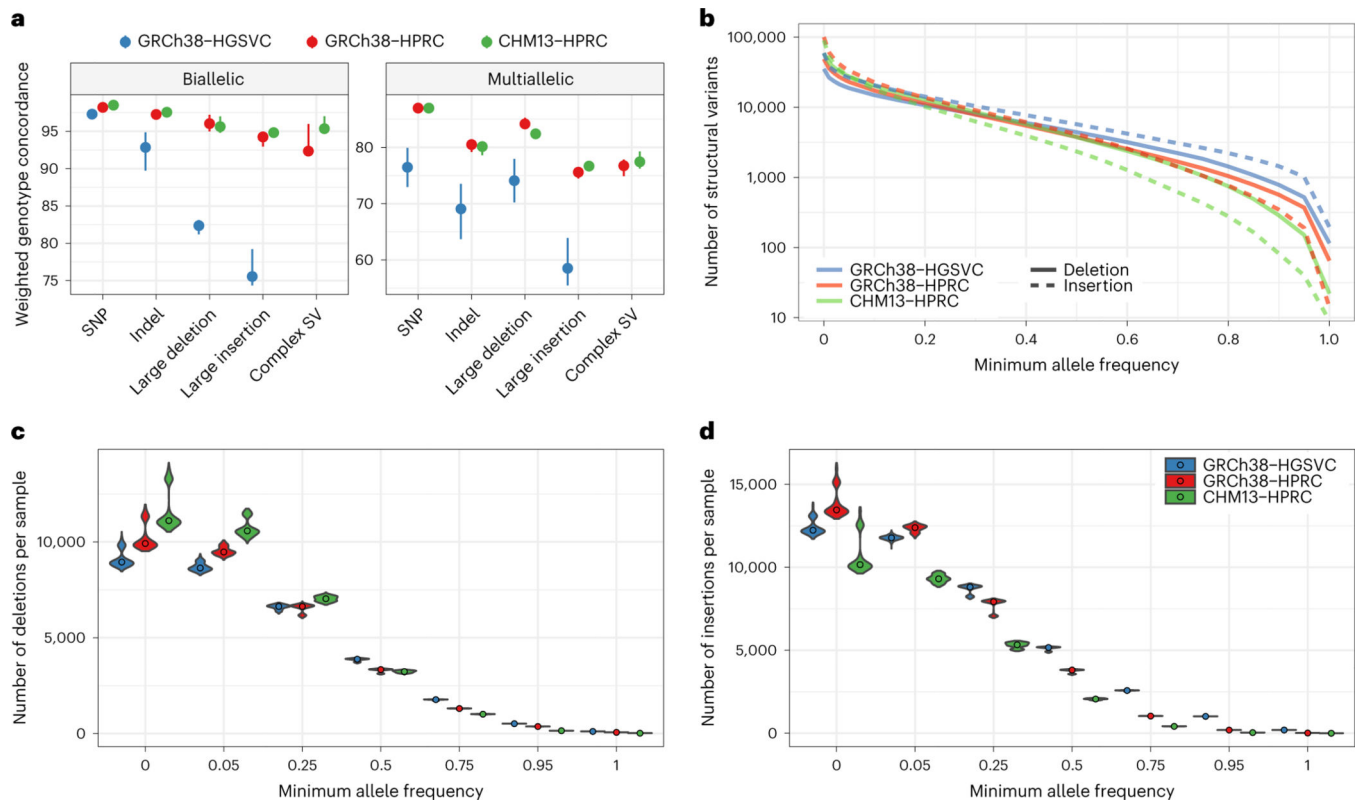 a
GRCh38–HGSVC GRCh38–HPRC CHM13–HPRC
Biallelic Multiallelic
Weighted genotype concordance
95
90
85
80
75
80
70
60
SNP
Indel
Large deletion
Large insertion
Complex SV
SNP
Indel
Large deletion
Large insertion
Complex SV
b
Number of structural variants
100,000
10,000
1,000
100
10
GRCh38–HGSVC Deletion
GRCh38–HPRC Insertion
CHM13–HPRC
0 0.2 0.4 0.6 0.8 1.0
Minimum allele frequency
c
Number of deletions per sample
10,000
5,000
0
0 0.05 0.25 0.5 0.75 0.95 1
Minimum allele frequency
d
Number of insertions per sample
GRCh38–HGSVC
GRCh38–HPRC
CHM13–HPRC
15,000
10,000
5,000
0
0 0.05 0.25 0.5 0.75 0.95 1
Minimum allele frequency